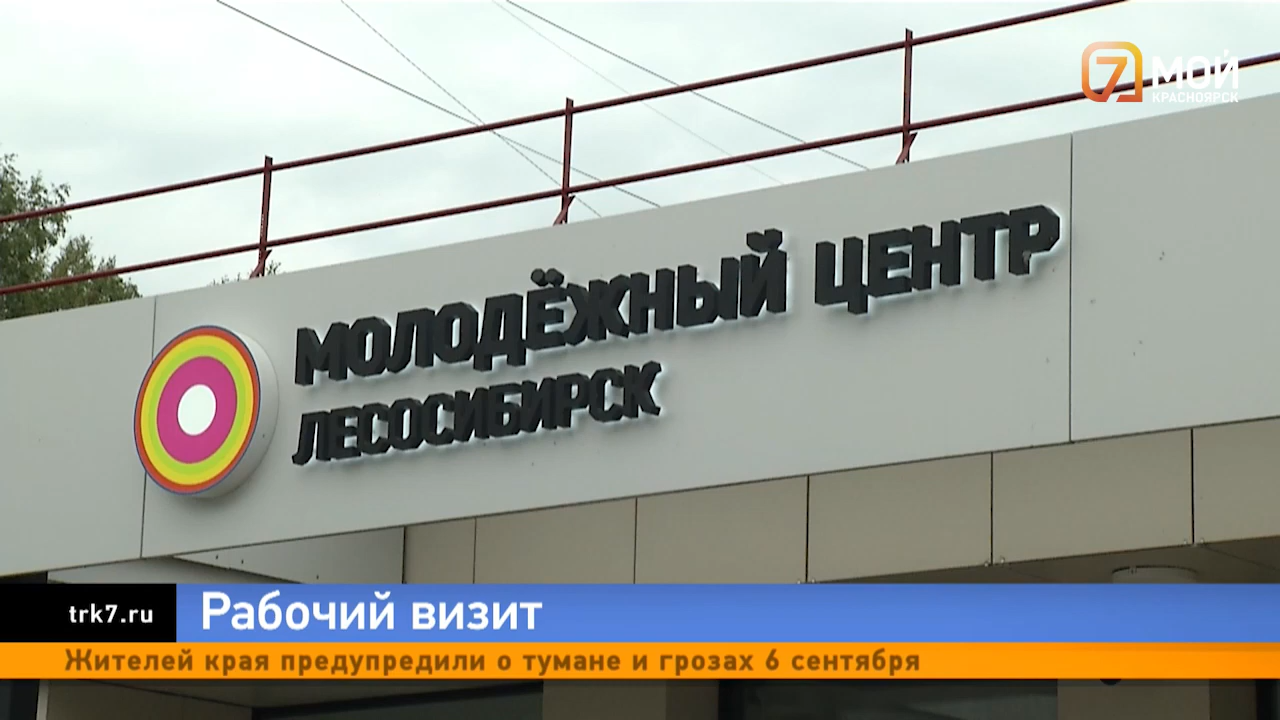 7 МОЙ
КРАСНОЯРСК
МОЛОДЁЖНЫЙ ЦЕНТР
ЛЕСОСИБИРСК
trk7.ru
Рабочий визит
Жителей края предупредили о тумане и грозах 6 сентября